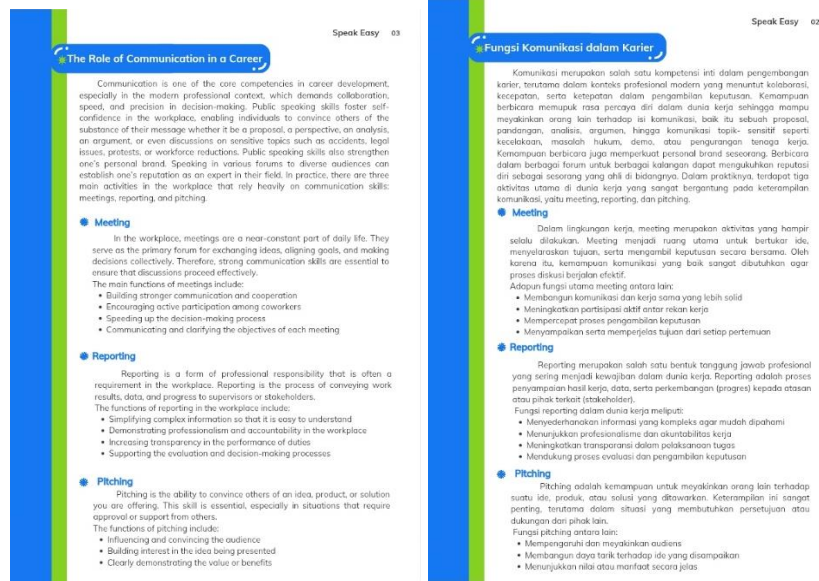 Speak Easy 03
The Role of Communication in a Career
Communication is one of the core competencies in career development,
especially in the modern professional context, which demands collaboration,
speed, and precision in decision-making. Public speaking skills foster self-
confidence in the workplace, enabling individuals to convince others of the
substance of their message whether it be a proposal, a perspective, an analysis,
an argument, or even discussions on sensitive topics such as accidents, legal
issues, protests, or workforce reductions. Public speaking skills also strengthen
one's personal brand. Speaking in various forums to diverse audiences can
establish one's reputation as an expert in their field. In practice, there are three
main activities in the workplace that rely heavily on communication skills:
meetings, reporting, and pitching.
Meeting
In the workplace, meetings are a near-constant part of daily life. They
serve as the primary forum for exchanging ideas, aligning goals, and making
decisions collectively. Therefore, strong communication skills are essential to
ensure that discussions proceed effectively.
The main functions of meetings include:
• Building stronger communication and cooperation
• Encouraging active participation among coworkers
• Speeding up the decision-making process
• Communicating and clarifying the objectives of each meeting
Reporting
Reporting is a form of professional responsibility that is often a
requirement in the workplace. Reporting is the process of conveying work
results, data, and progress to supervisors or stakeholders.
The functions of reporting in the workplace include:
• Simplifying complex information so that it is easy to understand
• Demonstrating professionalism and accountability in the workplace
• Increasing transparency in the performance of duties
• Supporting the evaluation and decision-making processes
Pitching
Pitching is the ability to convince others of an idea, product, or solution
you are offering. This skill is essential, especially in situations that require
approval or support from others.
The functions of pitching include:
• Influencing and convincing the audience
• Building interest in the idea being presented
• Clearly demonstrating the value or benefits
Speak Easy 02
Fungsi Komunikasi dalam Karier
Komunikasi merupakan salah satu kompetensi inti dalam pengembangan
karier, terutama dalam konteks profesional modern yang menuntut kolaborasi,
kecepatan, serta ketepatan dalam pengambilan keputusan. Kemampuan
berbicara memupuk rasa percaya diri dalam dunia kerja sehingga mampu
meyakinkan orang lain terhadap isi komunikasi, baik itu sebuah proposal,
pandangan, analisis, argumen, hingga komunikasi topik- sensitif seperti
kecelakaan, masalah hukum, demo, atau pengurangan tenaga kerja.
Kemampuan berbicara juga memperkuat personal brand seseorang. Berbicara
dalam berbagai forum untuk berbagai kalangan dapat mengukuhkan reputasi
diri sebagai seseorang yang ahli di bidangnya. Dalam praktiknya, terdapat tiga
aktivitas utama di dunia kerja yang sangat bergantung pada keterampilan
komunikasi, yaitu meeting, reporting, dan pitching.
Meeting
Dalam lingkungan kerja, meeting merupakan aktivitas yang hampir
selalu dilakukan. Meeting menjadi ruang utama untuk bertukar ide,
menyelaraskan tujuan, serta mengambil keputusan secara bersama. Oleh
karena itu, kemampuan komunikasi yang baik sangat dibutuhkan agar
proses diskusi berjalan efektif.
Adapun fungsi utama meeting antara lain:
• Membangun komunikasi dan kerja sama yang lebih solid
• Meningkatkan partisipasi aktif antar rekan kerja
• Mempercepat proses pengambilan keputusan
• Menyampaikan serta memperjelas tujuan dari setiap pertemuan
Reporting
Reporting merupakan salah satu bentuk tanggung jawab profesional
yang sering menjadi kewajiban dalam dunia kerja. Reporting adalah proses
penyampaian hasil kerja, data, serta perkembangan (progres) kepada atasan
atau pihak terkait (stakeholder).
Fungsi reporting dalam dunia kerja meliputi:
• Menyederhanakan informasi yang kompleks agar mudah dipahami
• Menunjukkan profesionalisme dan akuntabilitas kerja
• Meningkatkan transparansi dalam pelaksanaan tugas
• Mendukung proses evaluasi dan pengambilan keputusan
Pitching
Pitching adalah kemampuan untuk meyakinkan orang lain terhadap
suatu ide, produk, atau solusi yang ditawarkan. Keterampilan ini sangat
penting, terutama dalam situasi yang membutuhkan persetujuan atau
dukungan dari pihak lain.
Fungsi pitching antara lain:
• Mempengaruhi dan meyakinkan audiens
• Membangun daya tarik terhadap ide yang disampaikan
• Menunjukkan nilai atau manfaat secara jelas